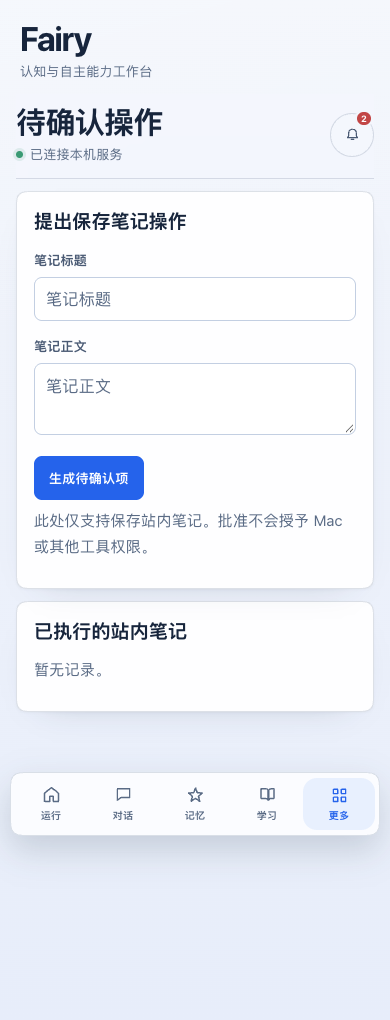 Fairy
认知与自主能力工作台
待确认操作
2
已连接本机服务
提出保存笔记操作
笔记标题
笔记标题
笔记正文
笔记正文
生成待确认项
此处仅支持保存站内笔记。批准不会授予 Mac
或其他工具权限。
已执行的站内笔记
暂无记录。
运行
对话
记忆
学习
更多